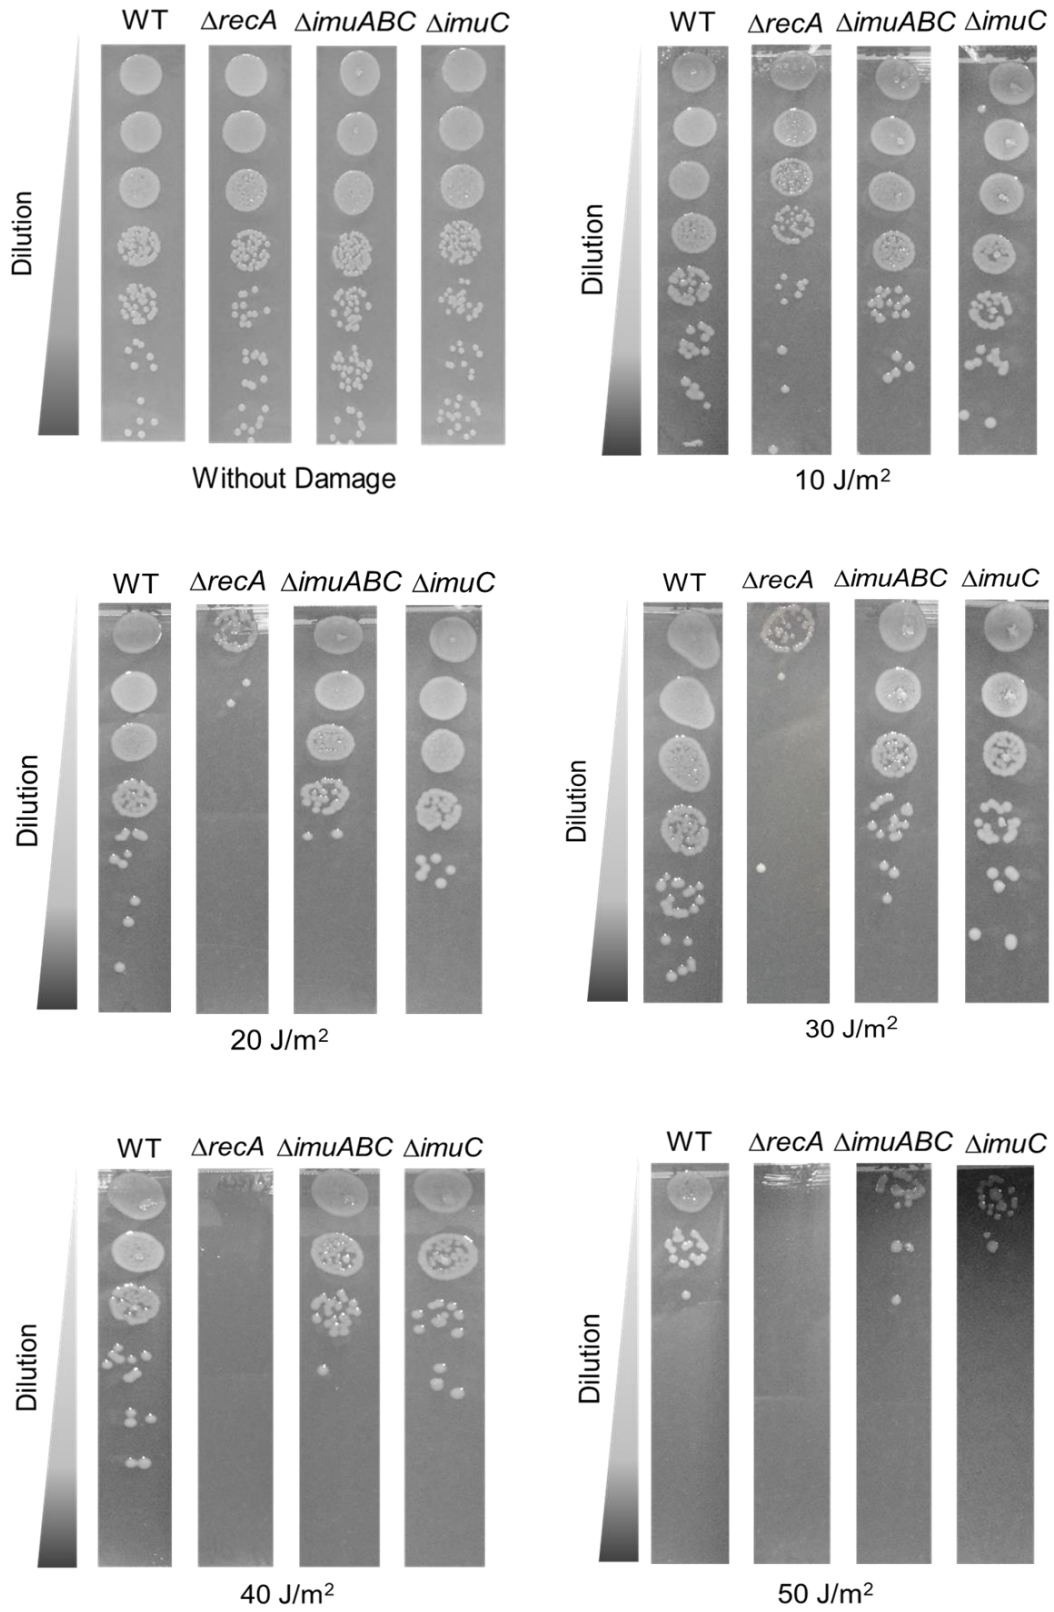 WT ΔrecA ΔimuABC ΔimuC
Dilution
Without Damage
WT ΔrecA ΔimuABC ΔimuC
Dilution
10 J/m²
WT ΔrecA ΔimuABC ΔimuC
Dilution
20 J/m²
WT ΔrecA ΔimuABC ΔimuC
Dilution
30 J/m²
WT ΔrecA ΔimuABC ΔimuC
Dilution
40 J/m²
WT ΔrecA ΔimuABC ΔimuC
Dilution
50 J/m²